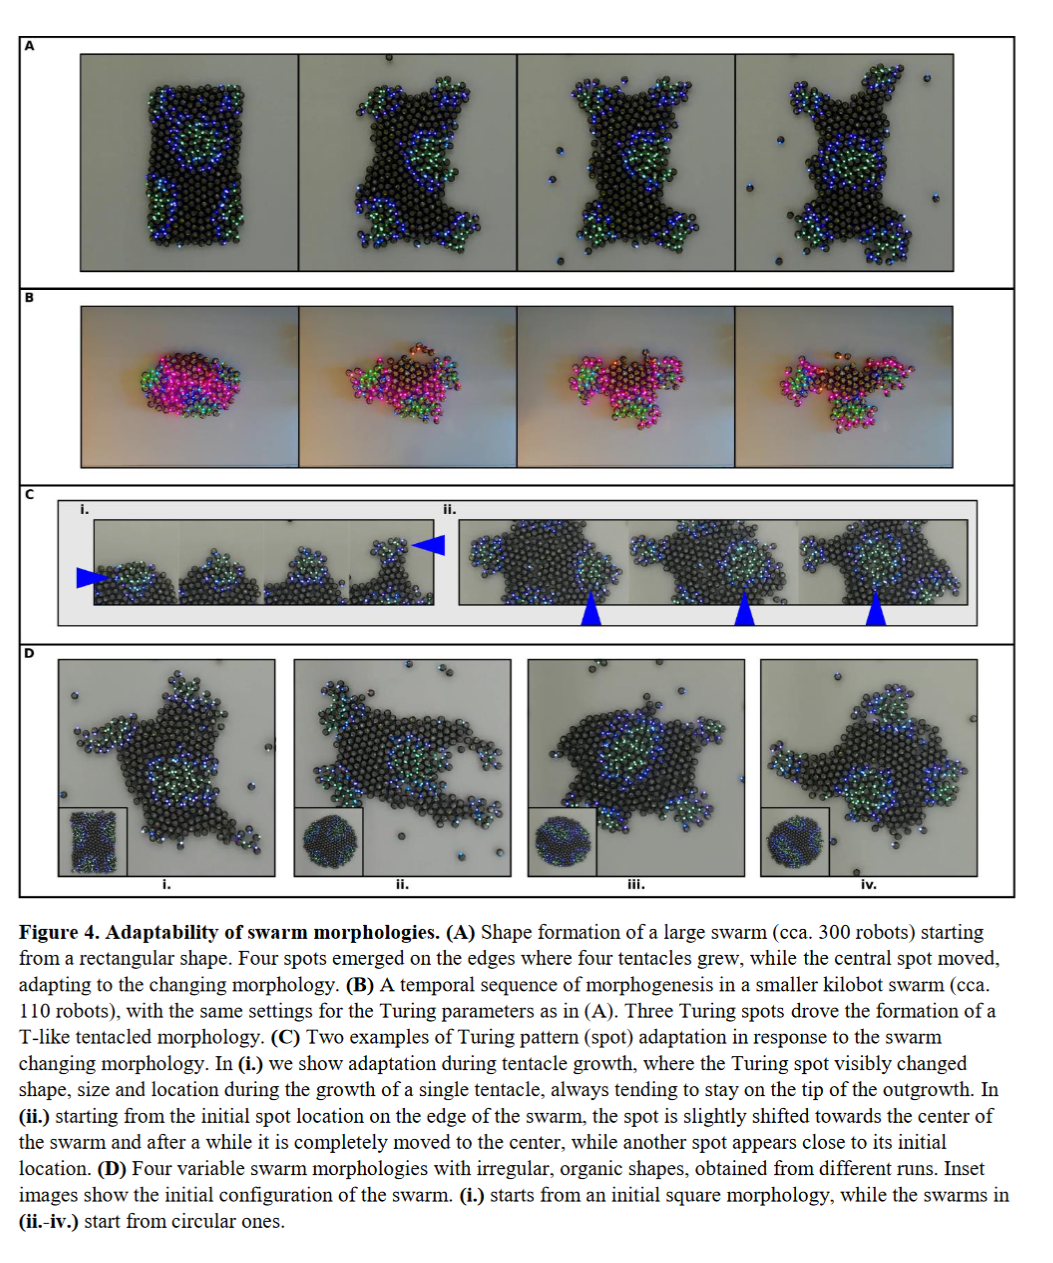 A
B
C
i.
ii.
D
i.
ii.
iii.
iv.
Figure 4. Adaptability of swarm morphologies. (A) Shape formation of a large swarm (cca. 300 robots) starting
from a rectangular shape. Four spots emerged on the edges where four tentacles grew, while the central spot moved,
adapting to the changing morphology. (B) A temporal sequence of morphogenesis in a smaller kilobot swarm (cca.
110 robots), with the same settings for the Turing parameters as in (A). Three Turing spots drove the formation of a
T-like tentacled morphology. (C) Two examples of Turing pattern (spot) adaptation in response to the swarm
changing morphology. In (i.) we show adaptation during tentacle growth, where the Turing spot visibly changed
shape, size and location during the growth of a single tentacle, always tending to stay on the tip of the outgrowth. In
(ii.) starting from the initial spot location on the edge of the swarm, the spot is slightly shifted towards the center of
the swarm and after a while it is completely moved to the center, while another spot appears close to its initial
location. (D) Four variable swarm morphologies with irregular, organic shapes, obtained from different runs. Inset
images show the initial configuration of the swarm. (i.) starts from an initial square morphology, while the swarms in
(ii.-iv.) start from circular ones.